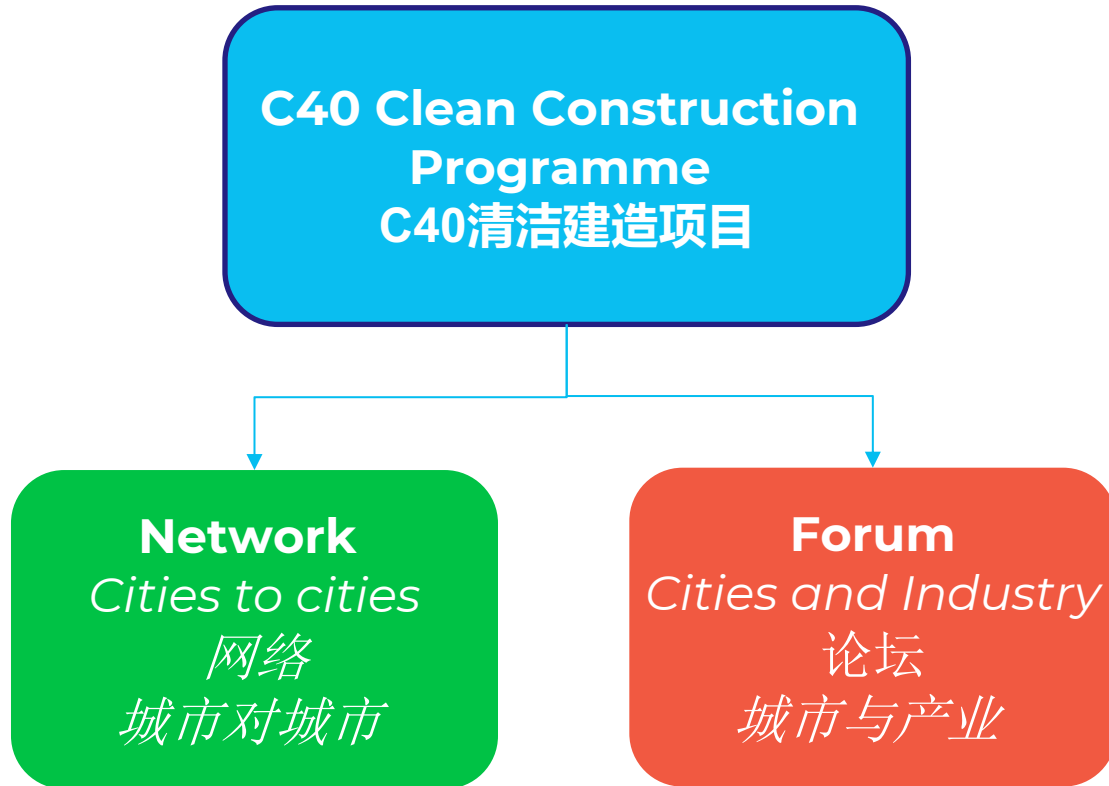 C40 Clean Construction
Programme
C40清洁建造项目
Network
Cities to cities
网络
城市对城市
Forum
Cities and Industry
论坛
城市与产业